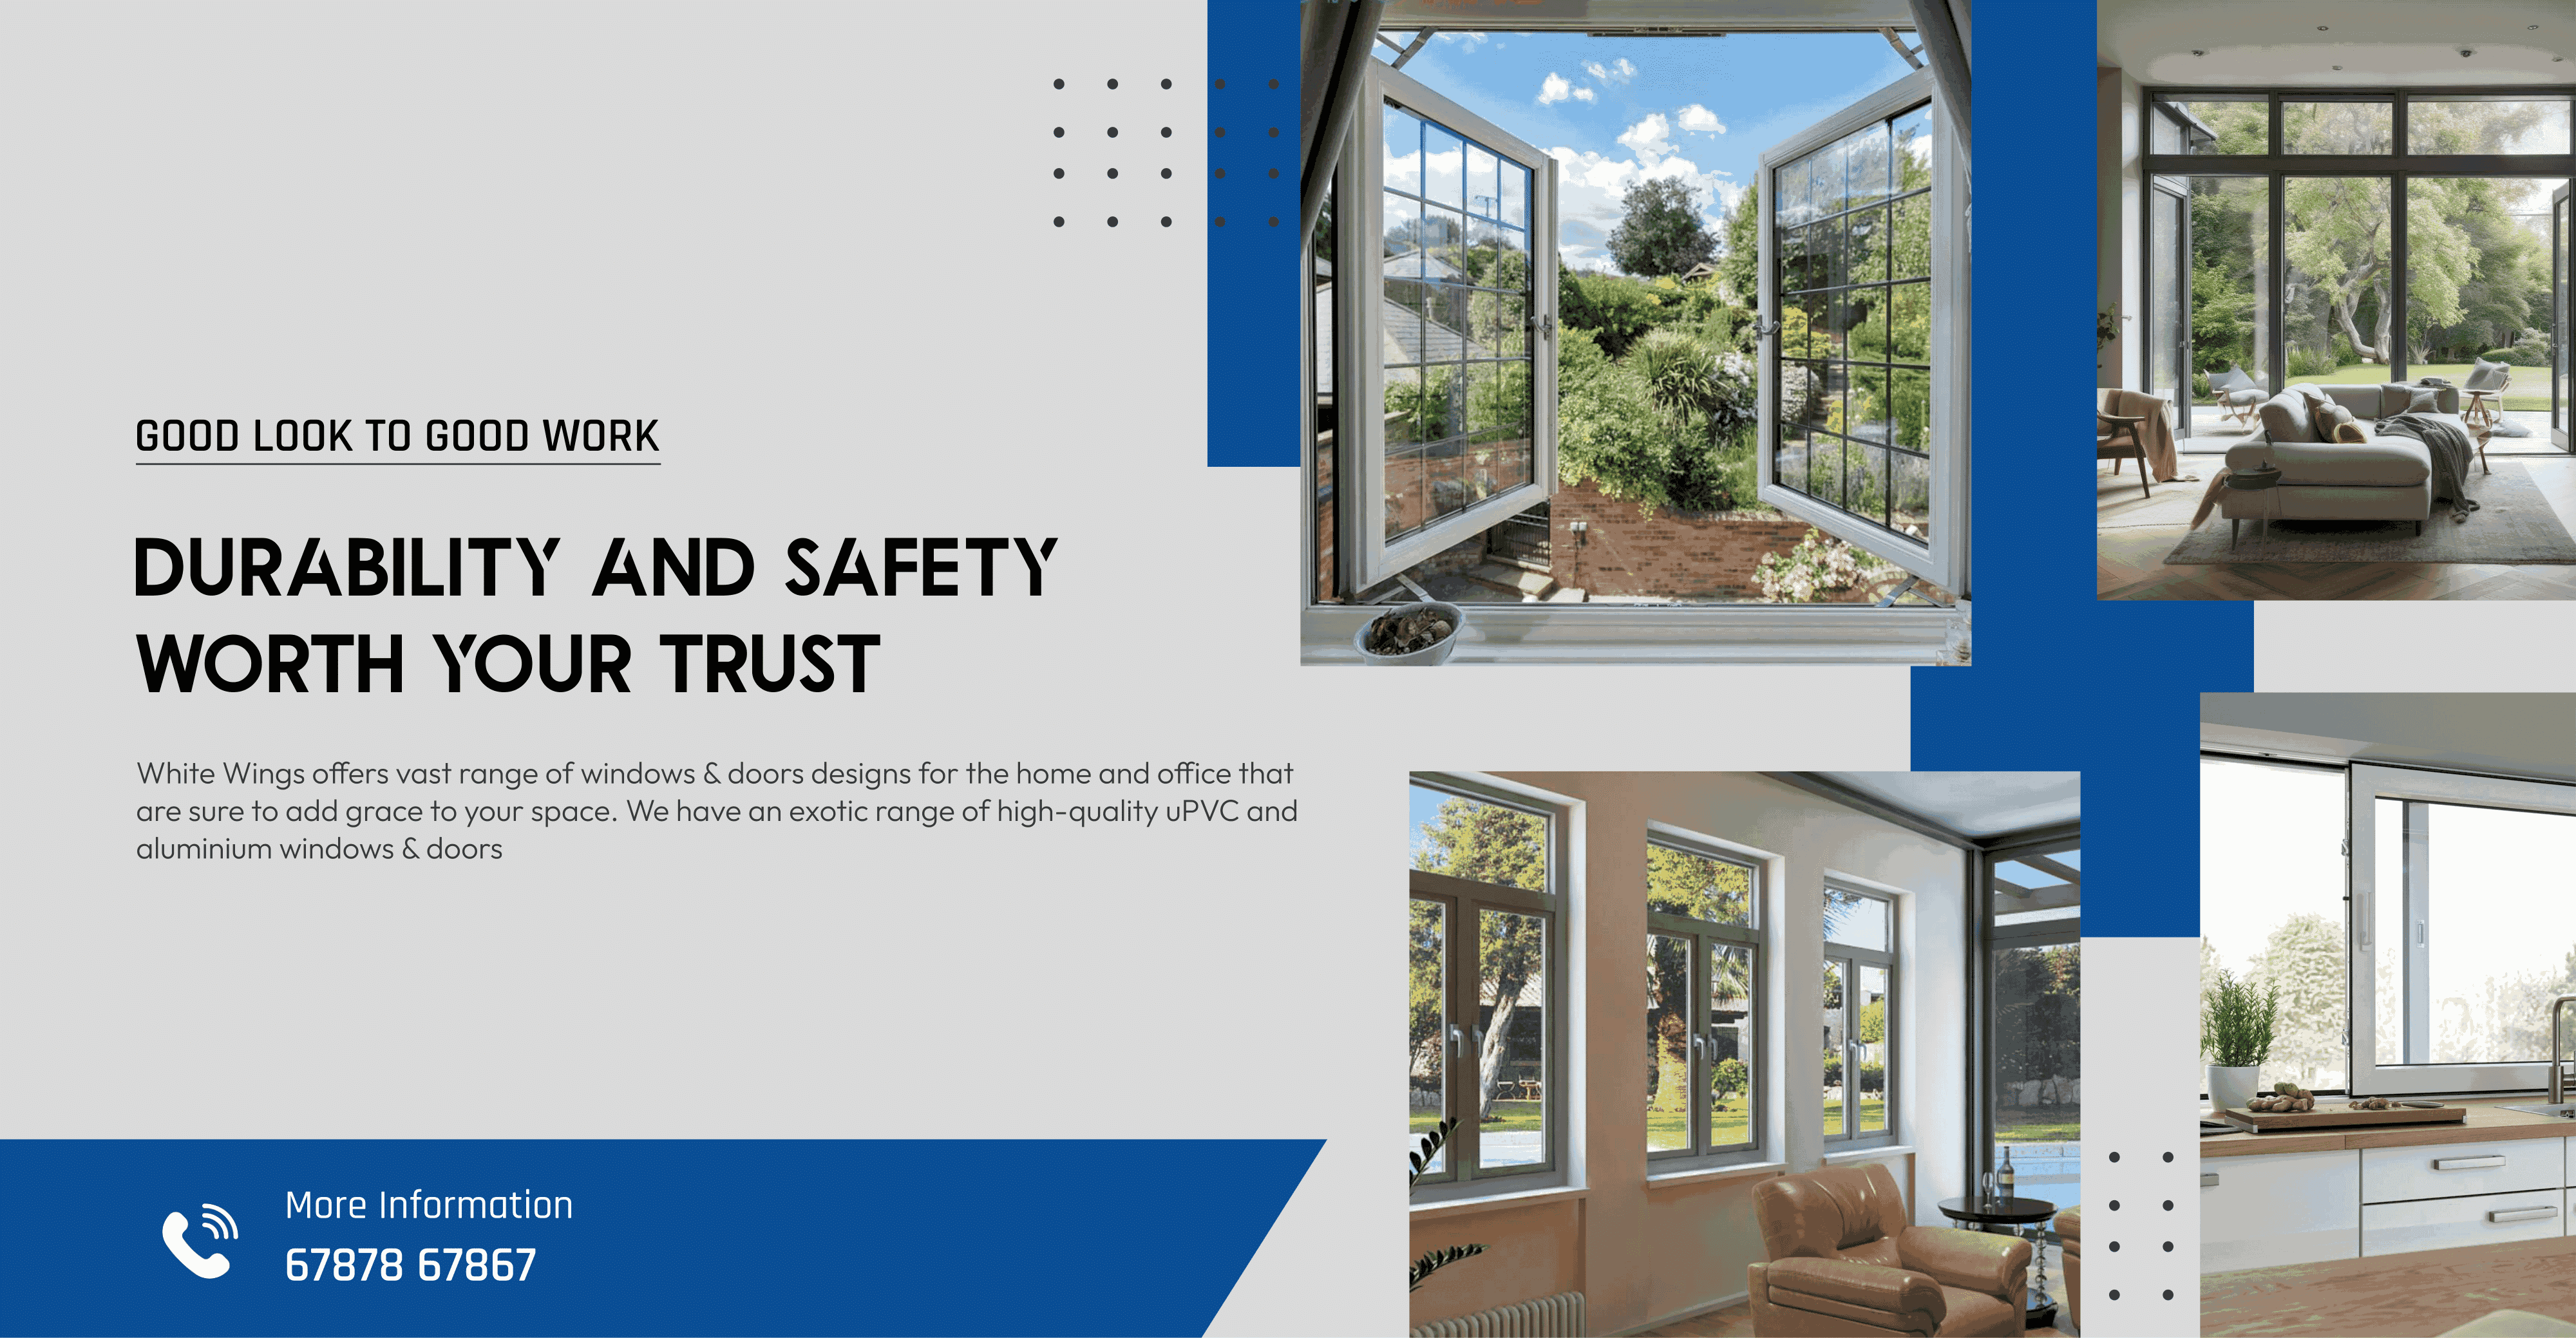 GOOD LOOK TO GOOD WORK
DURABILITY AND SAFETY
WORTH YOUR TRUST
White Wings offers vast range of windows & doors designs for the home and office that
are sure to add grace to your space. We have an exotic range of high-quality uPVC and
aluminium windows & doors
More Information
67878 67867